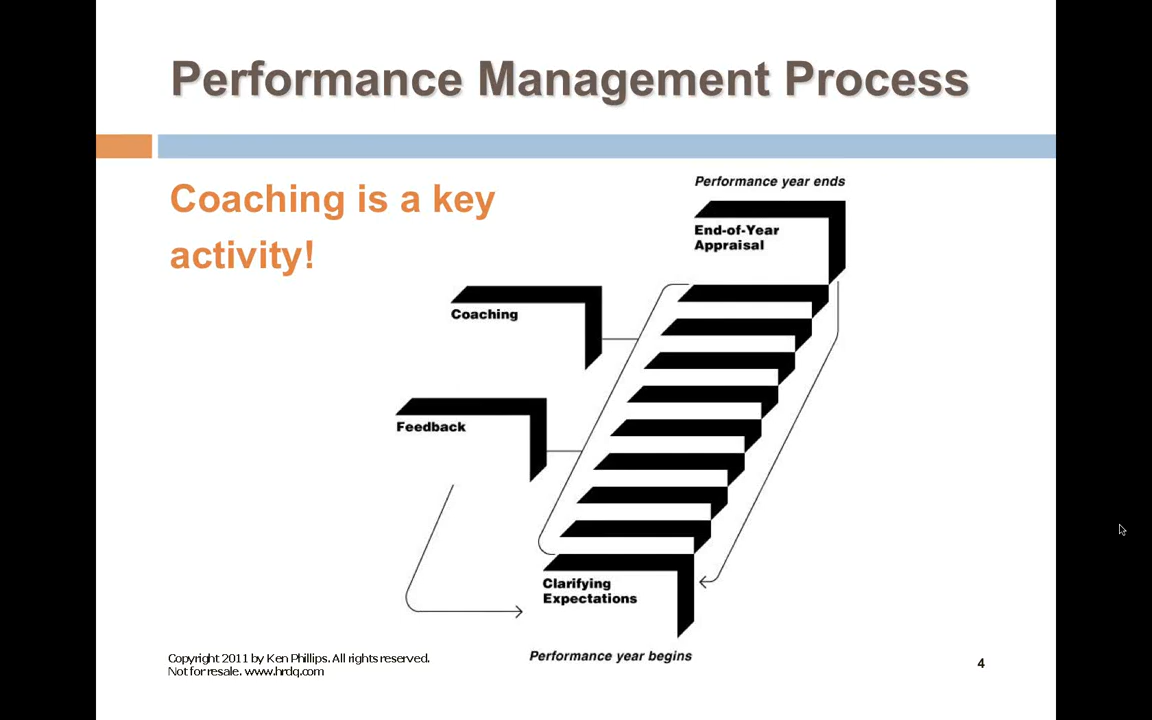 Performance Management Process
Coaching is a key
activity!
Performance year ends
End-of-Year
Appraisal
Coaching
Feedback
Clarifying
Expectations
Performance year begins
Copyright 2011 by Ken Phillips. All rights reserved.
Not for resale. www.hrdq.com
4